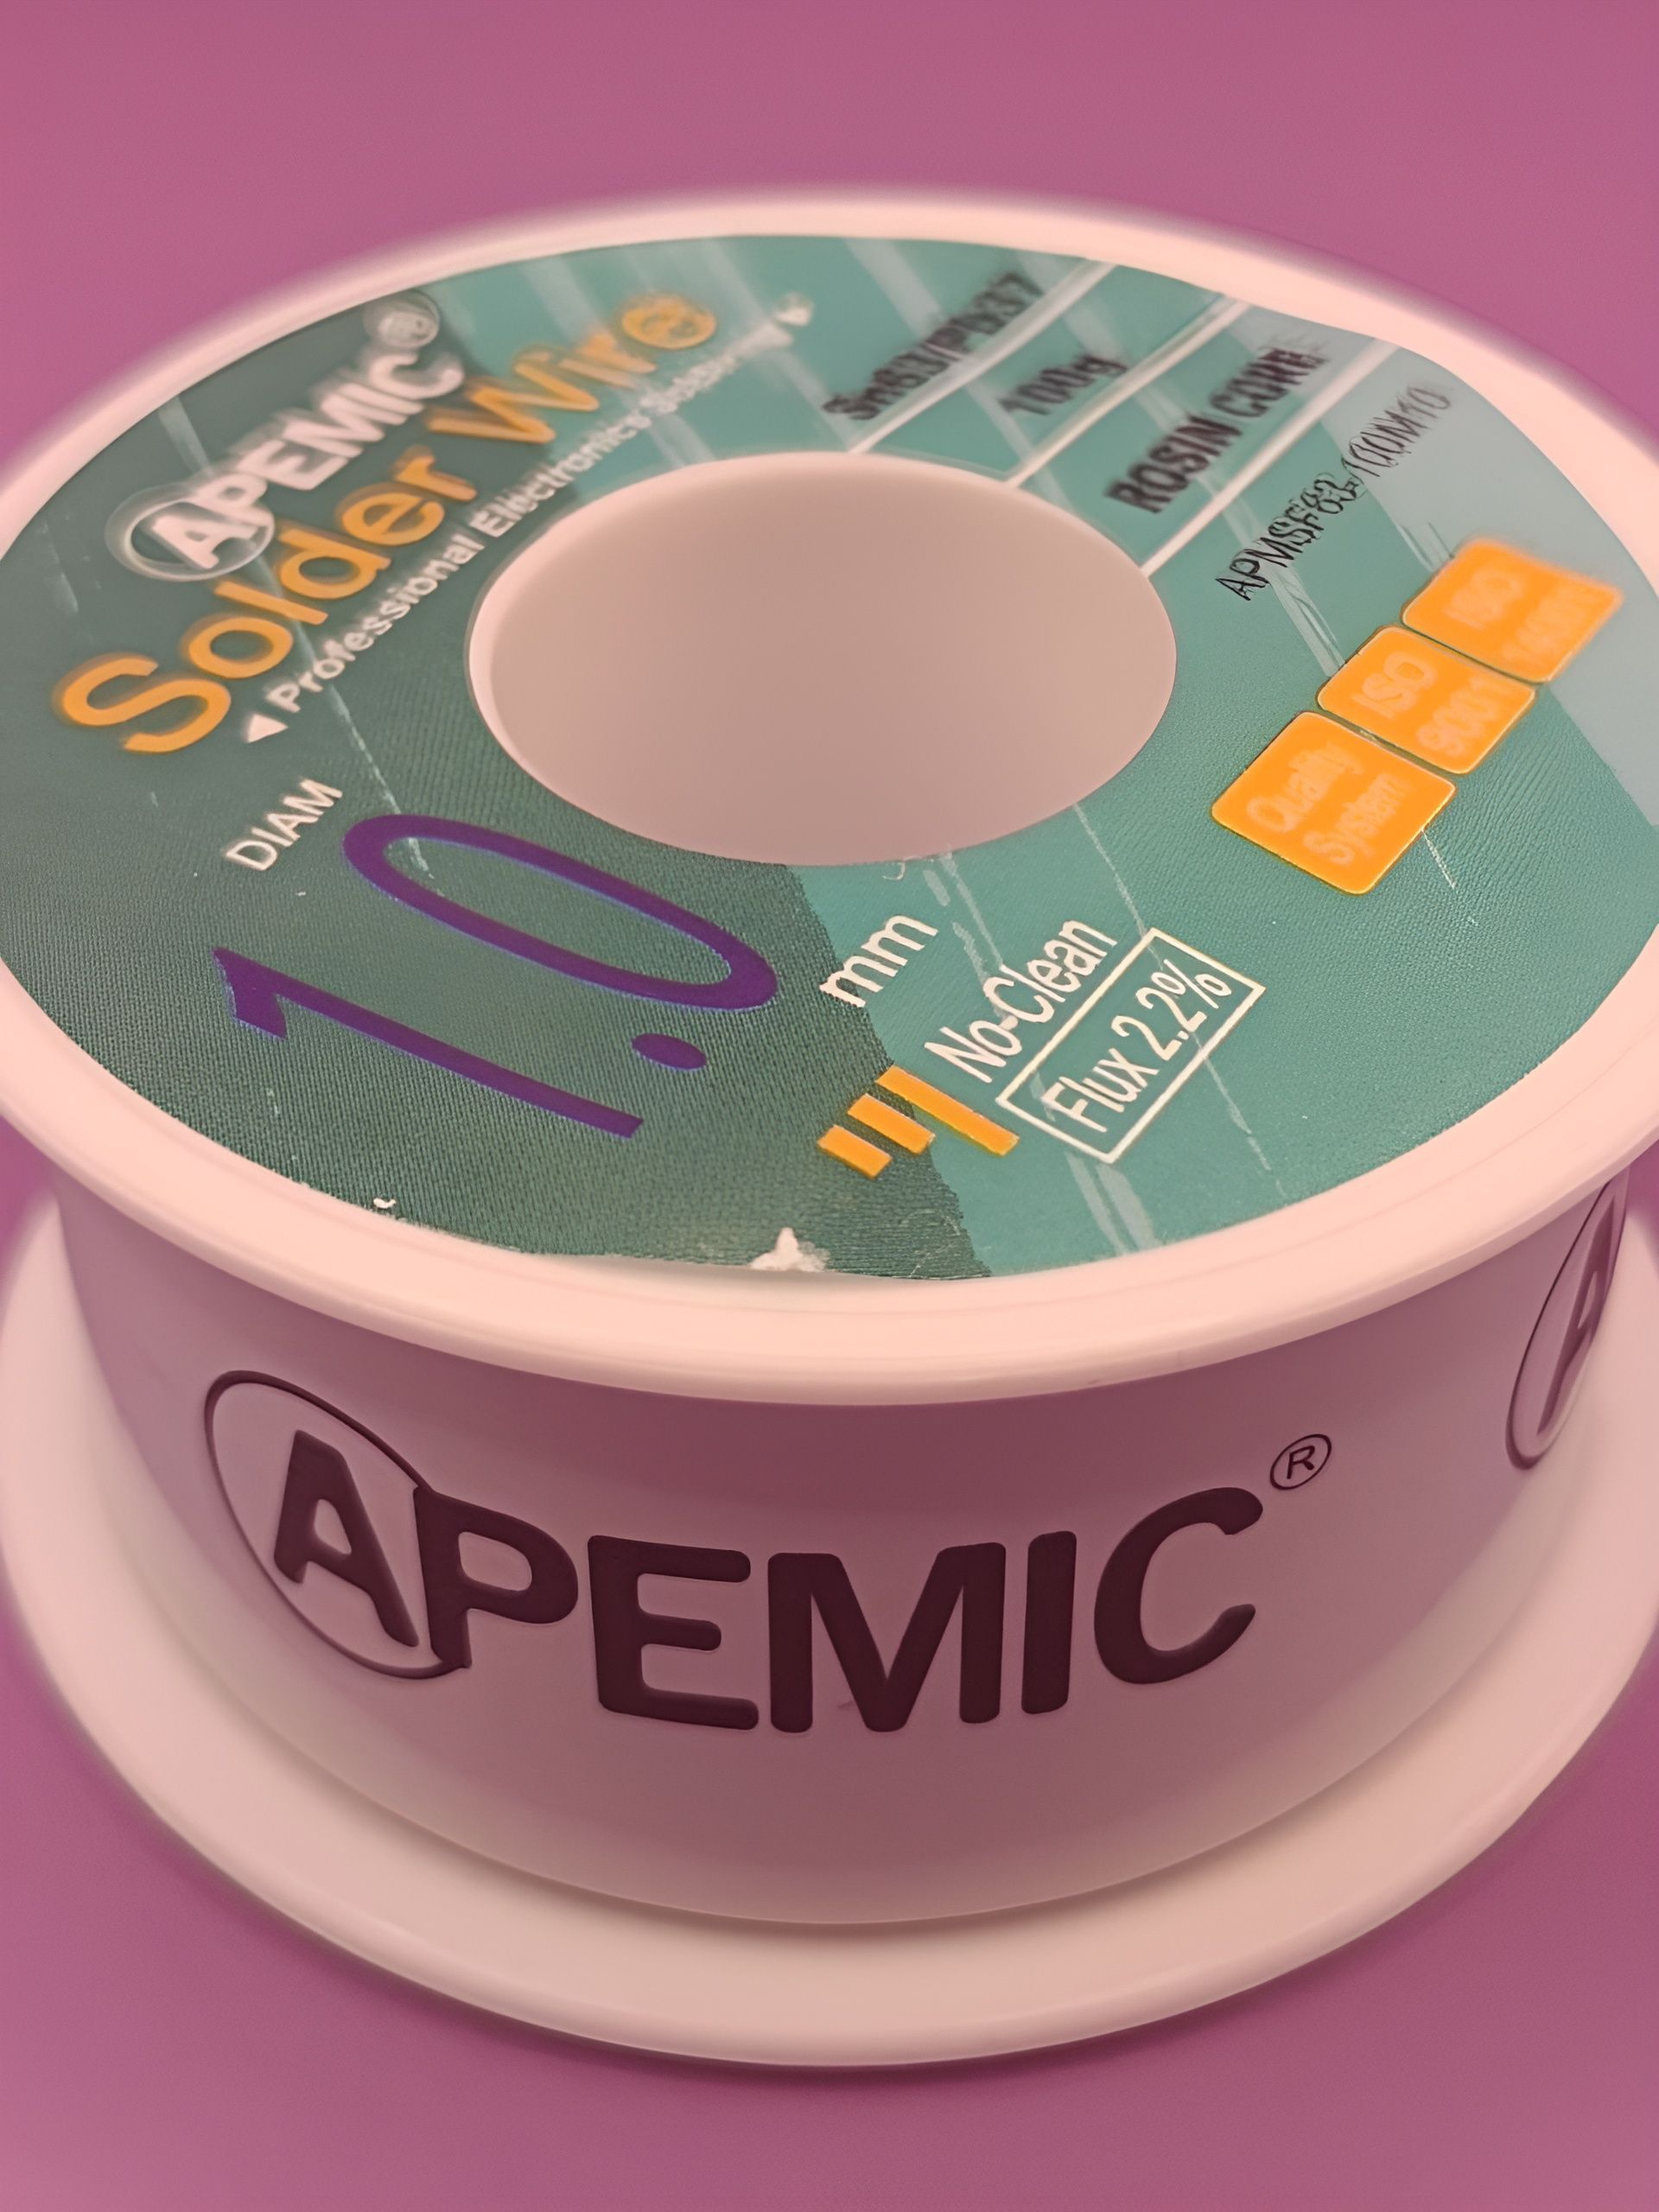 APEMIC®
Solder Wire
Professional Electronics
Sn63/Pb37
100g
ROSIN CORE
ISO
ISO
9001
Quality
System
DIAM
1.0
mm
No-Clean
Flux 2.2%
APEMIC®
A